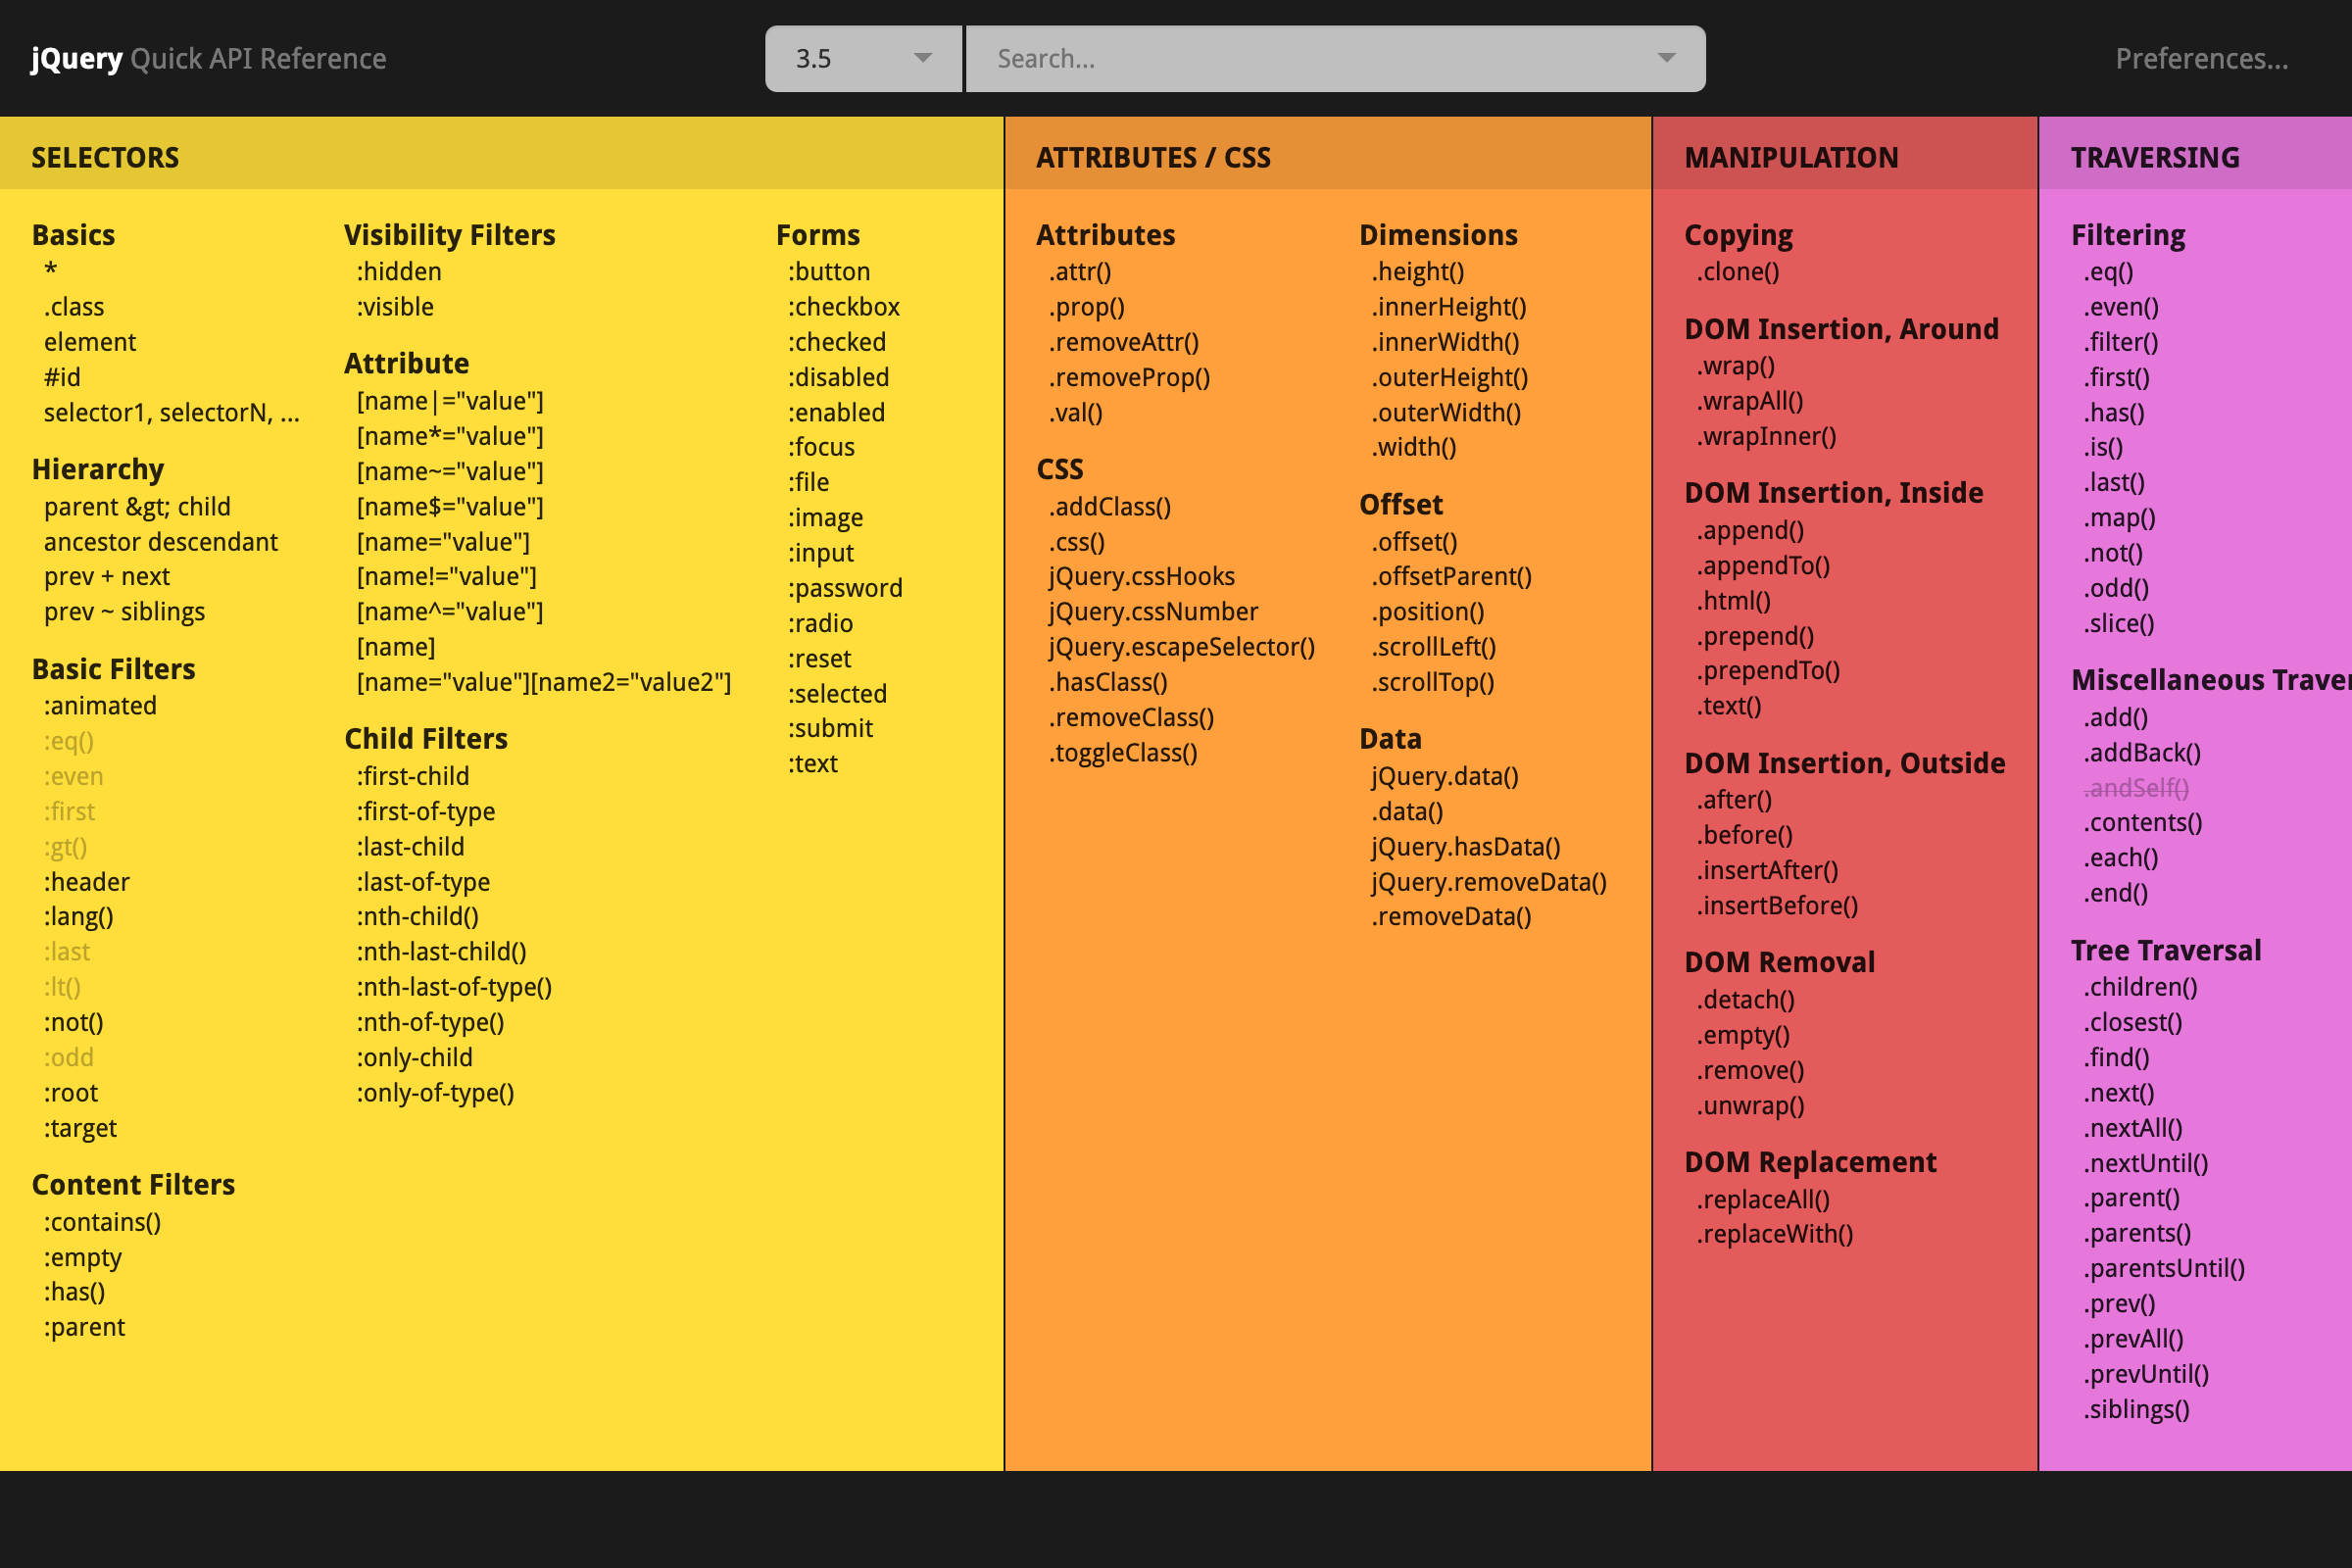 jQuery Quick API Reference
3.5
Search...
Preferences...
SELECTORS
Basics
*
.class
element
#id
selector1, selectorN, ...
Hierarchy
parent &gt; child
ancestor descendant
prev + next
prev ~ siblings
Basic Filters
:animated
:eq()
:even
:first
:gt()
:header
:lang()
:last
:lt()
:not()
:odd
:root
:target
Content Filters
:contains()
:empty
:has()
:parent
Visibility Filters
:hidden
:visible
Attribute
[name|="value"]
[name*="value"]
[name~="value"]
[name$="value"]
[name="value"]
[name!="value"]
[name^="value"]
[name]
[name="value"][name2="value2"]
Child Filters
:first-child
:first-of-type
:last-child
:last-of-type
:nth-child()
:nth-last-child()
:nth-last-of-type()
:nth-of-type()
:only-child
:only-of-type()
Forms
:button
:checkbox
:checked
:disabled
:enabled
:focus
:file
:image
:input
:password
:radio
:reset
:selected
:submit
:text
ATTRIBUTES / CSS
Attributes
.attr()
.prop()
.removeAttr()
.removeProp()
.val()
CSS
.addClass()
.css()
jQuery.cssHooks
jQuery.cssNumber
jQuery.escapeSelector()
.hasClass()
.removeClass()
.toggleClass()
Dimensions
.height()
.innerHeight()
.innerWidth()
.outerHeight()
.outerWidth()
.width()
Offset
.offset()
.offsetParent()
.position()
.scrollLeft()
.scrollTop()
Data
jQuery.data()
.data()
jQuery.hasData()
jQuery.removeData()
.removeData()
MANIPULATION
Copying
.clone()
DOM Insertion, Around
.wrap()
.wrapAll()
.wrapInner()
DOM Insertion, Inside
.append()
.appendTo()
.html()
.prepend()
.prependTo()
.text()
DOM Insertion, Outside
.after()
.before()
.insertAfter()
.insertBefore()
DOM Removal
.detach()
.empty()
.remove()
.unwrap()
DOM Replacement
.replaceAll()
.replaceWith()
TRAVERSING
Filtering
.eq()
.even()
.filter()
.first()
.has()
.is()
.last()
.map()
.not()
.odd()
.slice()
Miscellaneous Traver
.add()
.addBack()
.andSelf()
.contents()
.each()
.end()
Tree Traversal
.children()
.closest()
.find()
.next()
.nextAll()
.nextUntil()
.parent()
.parents()
.parentsUntil()
.prev()
.prevAll()
.prevUntil()
.siblings()